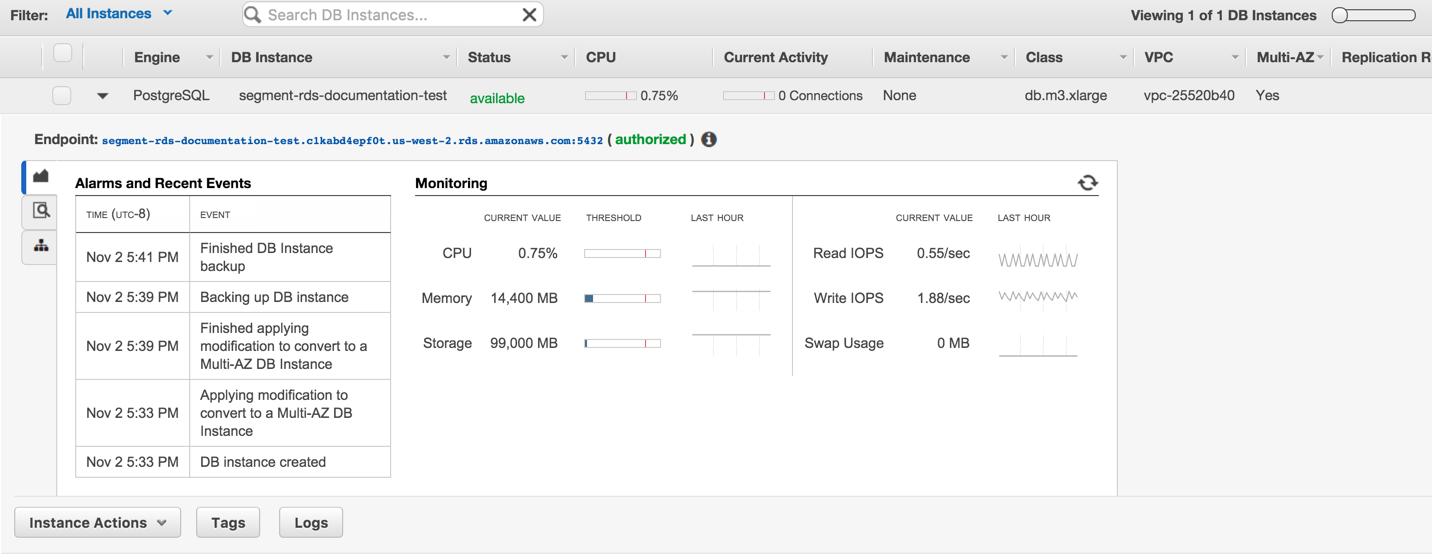 Filter: All Instances Search DB Instances... Viewing 1 of 1 DB Instances
Engine DB Instance Status CPU Current Activity Maintenance Class VPC Multi-AZ Replication R
PostgreSQL segment-rds-documentation-test available 0.75% 0 Connections None db.m3.xlarge vpc-25520b40 Yes
Endpoint: segment-rds-documentation-test.c1kabd4epf0t.us-west-2.rds.amazonaws.com:5432 ( authorized )
Alarms and Recent Events
TIME (UTC-8) EVENT
Nov 2 5:41 PM Finished DB Instance
backup
Nov 2 5:39 PM Backing up DB instance
Nov 2 5:39 PM Finished applying
modification to convert to a
Multi-AZ DB Instance
Nov 2 5:33 PM Applying modification to
convert to a Multi-AZ DB
Instance
Nov 2 5:33 PM DB instance created
Monitoring
CURRENT VALUE THRESHOLD LAST HOUR
CPU 0.75%
Memory 14,400 MB
Storage 99,000 MB
CURRENT VALUE LAST HOUR
Read IOPS 0.55/sec
Write IOPS 1.88/sec
Swap Usage 0 MB
Instance Actions Tags Logs